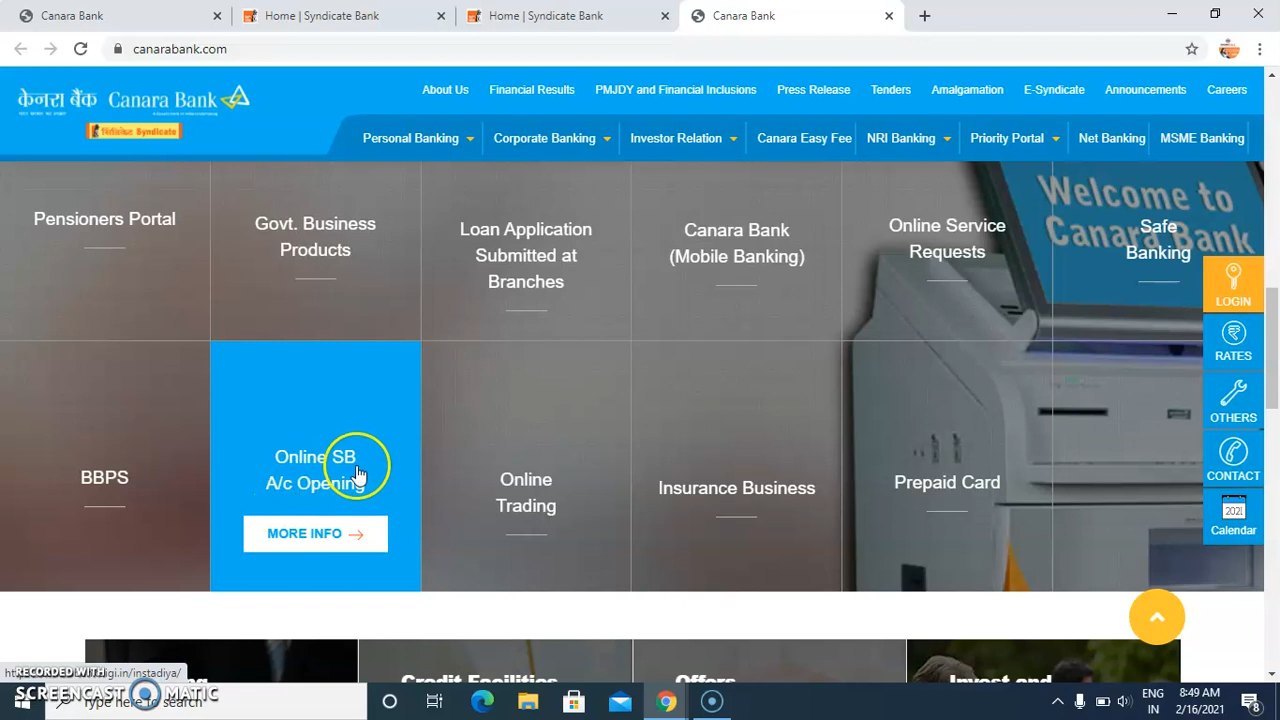 Canara Bank
Home | Syndicate Bank
Home | Syndicate Bank
Canara Bank
canarabank.com
केनरा बैंक Canara Bank
सिंडिकेट Syndicate
About Us
Financial Results
PMJDY and Financial Inclusions
Press Release
Tenders
Amalgamation
E-Syndicate
Announcements
Careers
Personal Banking
Corporate Banking
Investor Relation
Canara Easy Fee
NRI Banking
Priority Portal
Net Banking
MSME Banking
Welcome to
Canara Bank
Pensioners Portal
Govt. Business
Products
Loan Application
Submitted at
Branches
Canara Bank
(Mobile Banking)
Online Service
Requests
Safe
Banking
LOGIN
RATES
OTHERS
CONTACT
2021
Calendar
BBPS
Online SB
A/c Opening
MORE INFO
Online
Trading
Insurance Business
Prepaid Card
Credit Facilities
Offers
Invest and
RECORDED WITH
SCREENCAST MATIC
Type here to search
ENG
IN
8:49 AM
2/16/2021
8